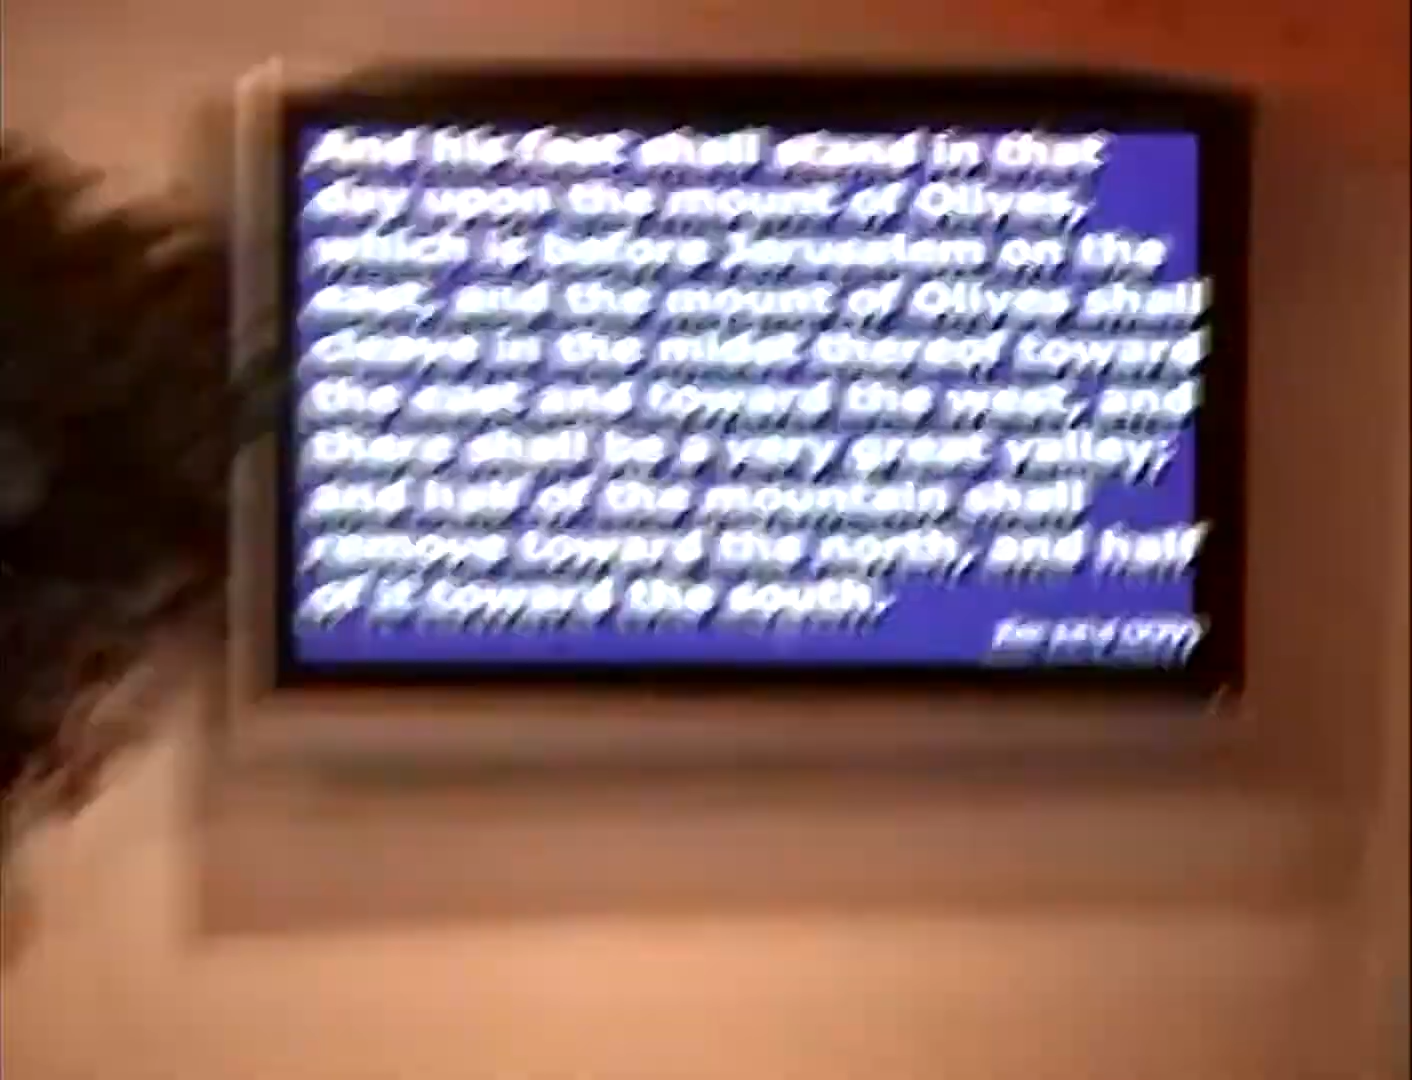 And his feet shall stand in that
day upon the mount of Olives,
which is before Jerusalem on the
east, and the mount of Olives shall
cleave in the midst thereof toward
the east and toward the west, and
there shall be a very great valley;
and half of the mountain shall
remove toward the north, and half
of it toward the south.
14:4